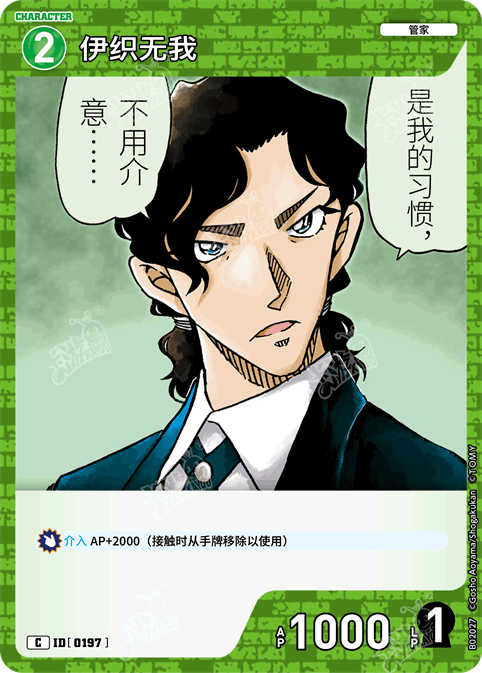 CHARACTER
2
伊织无我
管家
是我的习惯，
不用介
意……
介入 AP+2000（接触时从手牌移除以使用）
C ID[ 0197 ]
AP 1000 LP 1
B02027 ©Gosho Aoyama/Shogakukan ©TOMY